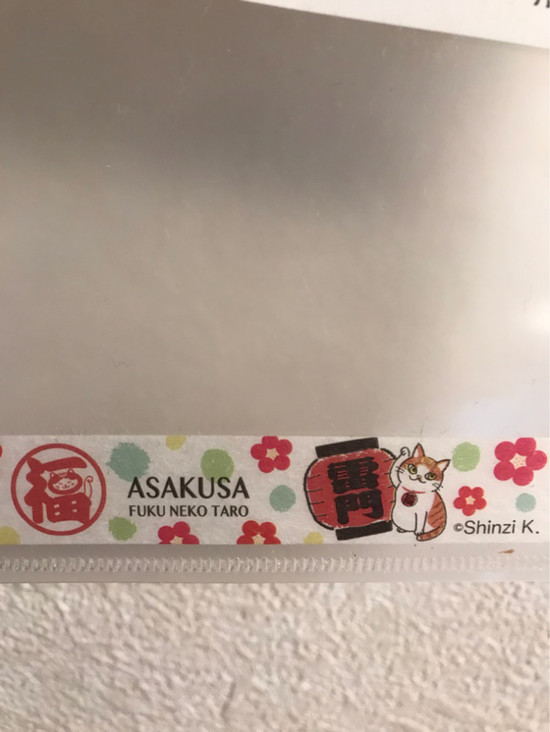 福
ASAKUSA
FUKU NEKO TARO
雷門
©Shinzi K.